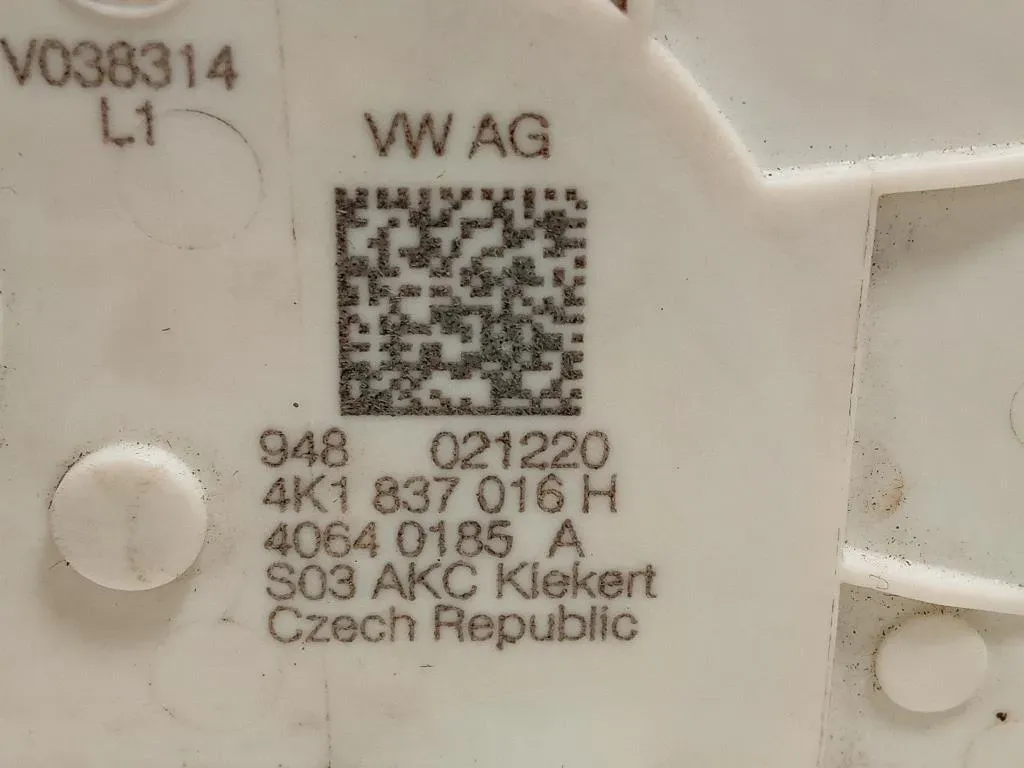 V038314
L1
VW AG
948 021220
4K1 837 016 H
4064 0185 A
S03 AKC Kiekert
Czech Republic